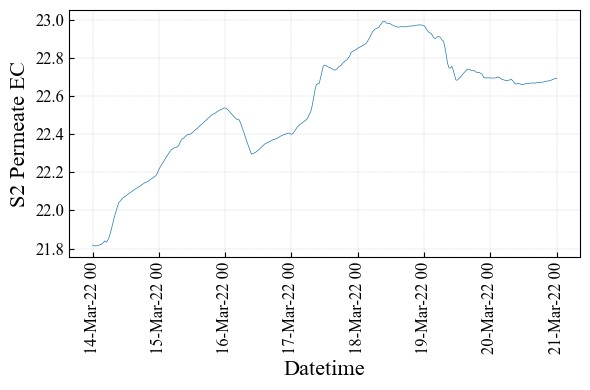 23.0
22.8
22.6
22.4
22.2
22.0
21.8
S2 Permeate EC
14-Mar-22 00
15-Mar-22 00
16-Mar-22 00
17-Mar-22 00
18-Mar-22 00
19-Mar-22 00
20-Mar-22 00
21-Mar-22 00
Datetime